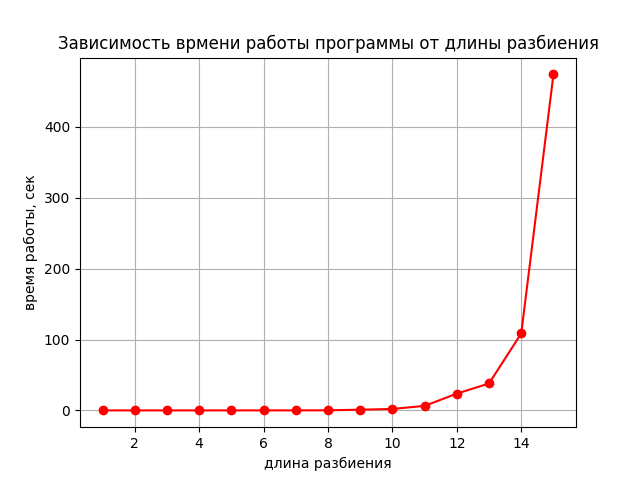 Зависимость врмени работы программы от длины разбиения
время работы, сек
400
300
200
100
0
2 4 6 8 10 12 14
длина разбиения